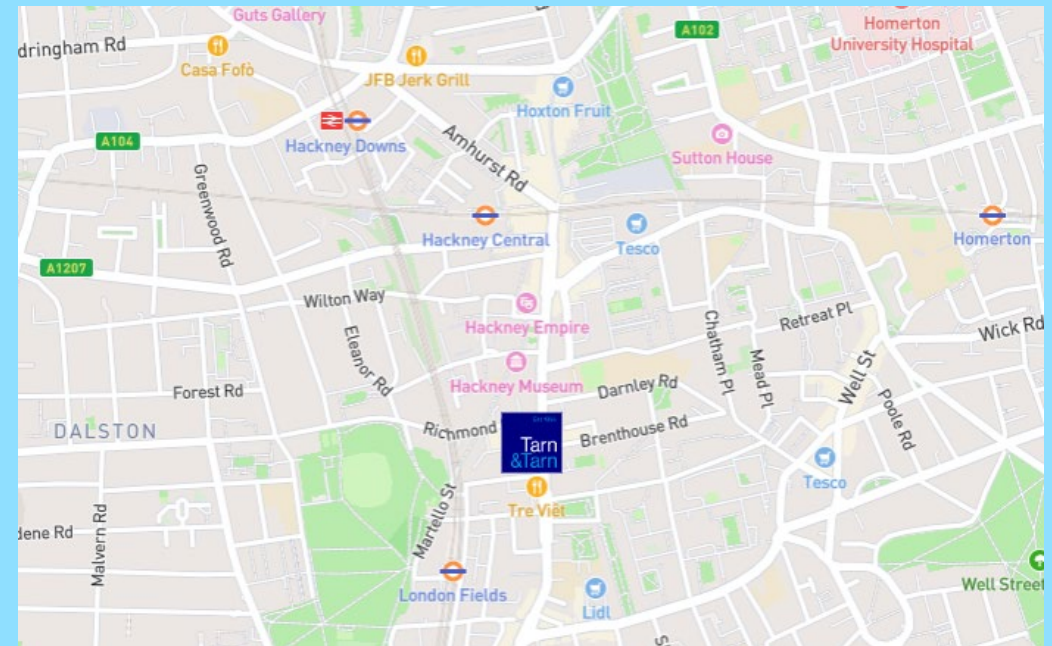 Guts Gallery
A102
Homerton
University Hospital
dringham Rd
Casa Fofò
JFB Jerk Grill
Hoxton Fruit
A104
Hackney Downs
Amhurst Rd
Sutton House
Greenwood Rd
Hackney Central
Tesco
Homerton
A1207
Wilton Way
Hackney Empire
Retreat Pl
Wick Rd
Eleanor Rd
Chatham Pl
Mead Pl
Well St
Hackney Museum
Forest Rd
Darnley Rd
Poole Rd
DALSTON
Richmond
Tarn
&Tarn
Brenthouse Rd
Tesco
Tre Việt
Martello St
dene Rd
Malvern Rd
London Fields
Lidl
Well Street